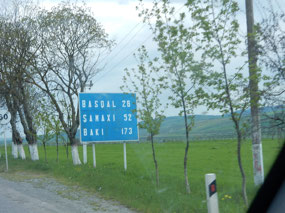 BASQAL 26
ŞAMAXI 52
BAKI 173